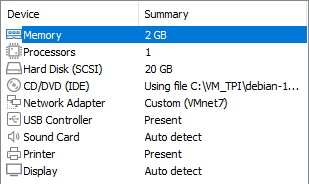 Device Summary
Memory 2 GB
Processors 1
Hard Disk (SCSI) 20 GB
CD/DVD (IDE) Using file C:\VM_TPI\debian-1...
Network Adapter Custom (VMnet7)
USB Controller Present
Sound Card Auto detect
Printer Present
Display Auto detect